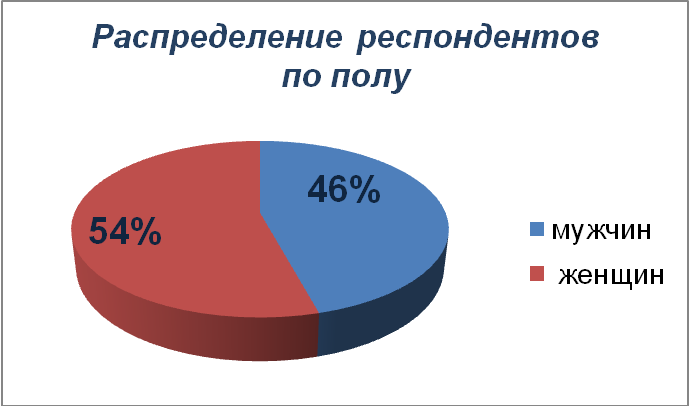 Распределение респондентов
по полу
46%
54%
мужчин
женщин